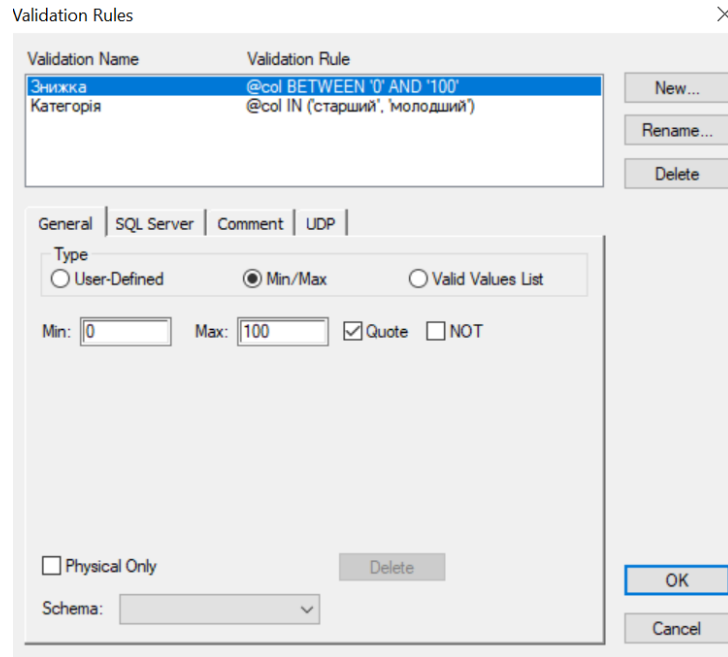 Validation Rules
Validation Name Validation Rule
Знижка @col BETWEEN '0' AND '100'
Категорія @col IN ('старший', 'молодший')
New...
Rename...
Delete
General SQL Server Comment UDP
Type
User-Defined Min/Max Valid Values List
Min: 0 Max: 100 Quote NOT
Physical Only Delete
Schema:
OK
Cancel